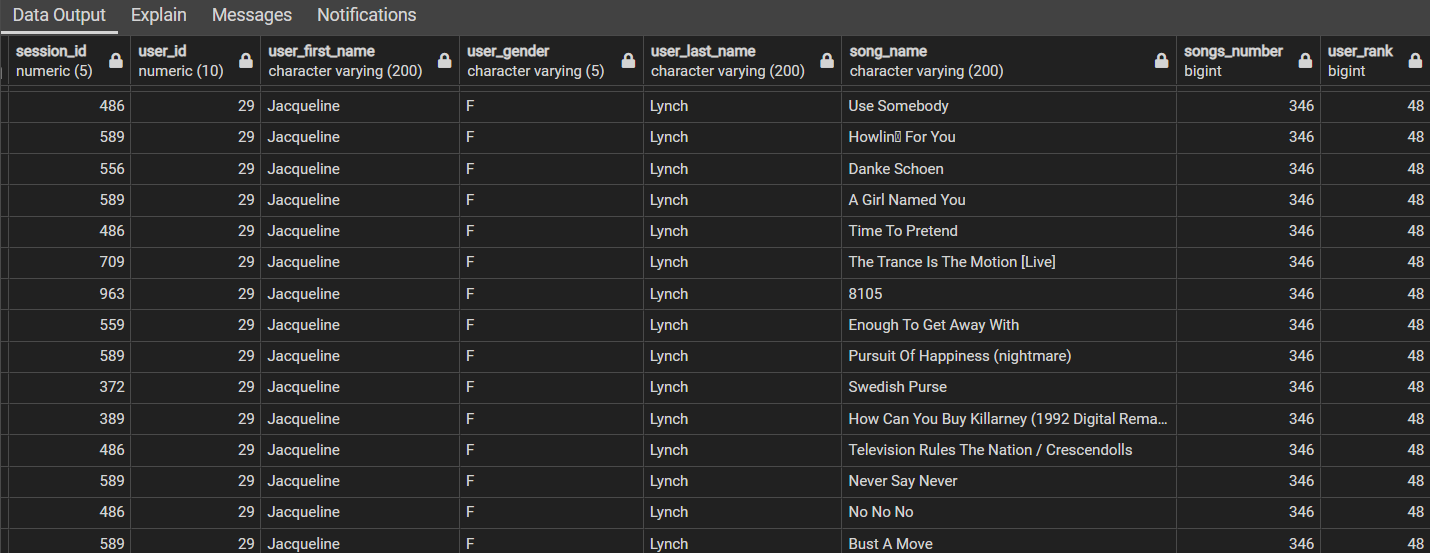 Data Output Explain Messages Notifications
session_id user_id user_first_name user_gender user_last_name song_name songs_number user_rank
numeric (5) numeric (10) character varying (200) character varying (5) character varying (200) character varying (200) bigint bigint
486 29 Jacqueline F Lynch Use Somebody 346 48
589 29 Jacqueline F Lynch Howlin For You 346 48
556 29 Jacqueline F Lynch Danke Schoen 346 48
589 29 Jacqueline F Lynch A Girl Named You 346 48
486 29 Jacqueline F Lynch Time To Pretend 346 48
709 29 Jacqueline F Lynch The Trance Is The Motion [Live] 346 48
963 29 Jacqueline F Lynch 8105 346 48
559 29 Jacqueline F Lynch Enough To Get Away With 346 48
589 29 Jacqueline F Lynch Pursuit Of Happiness (nightmare) 346 48
372 29 Jacqueline F Lynch Swedish Purse 346 48
389 29 Jacqueline F Lynch How Can You Buy Killarney (1992 Digital Rema... 346 48
486 29 Jacqueline F Lynch Television Rules The Nation / Crescendolls 346 48
589 29 Jacqueline F Lynch Never Say Never 346 48
486 29 Jacqueline F Lynch No No No 346 48
589 29 Jacqueline F Lynch Bust A Move 346 48